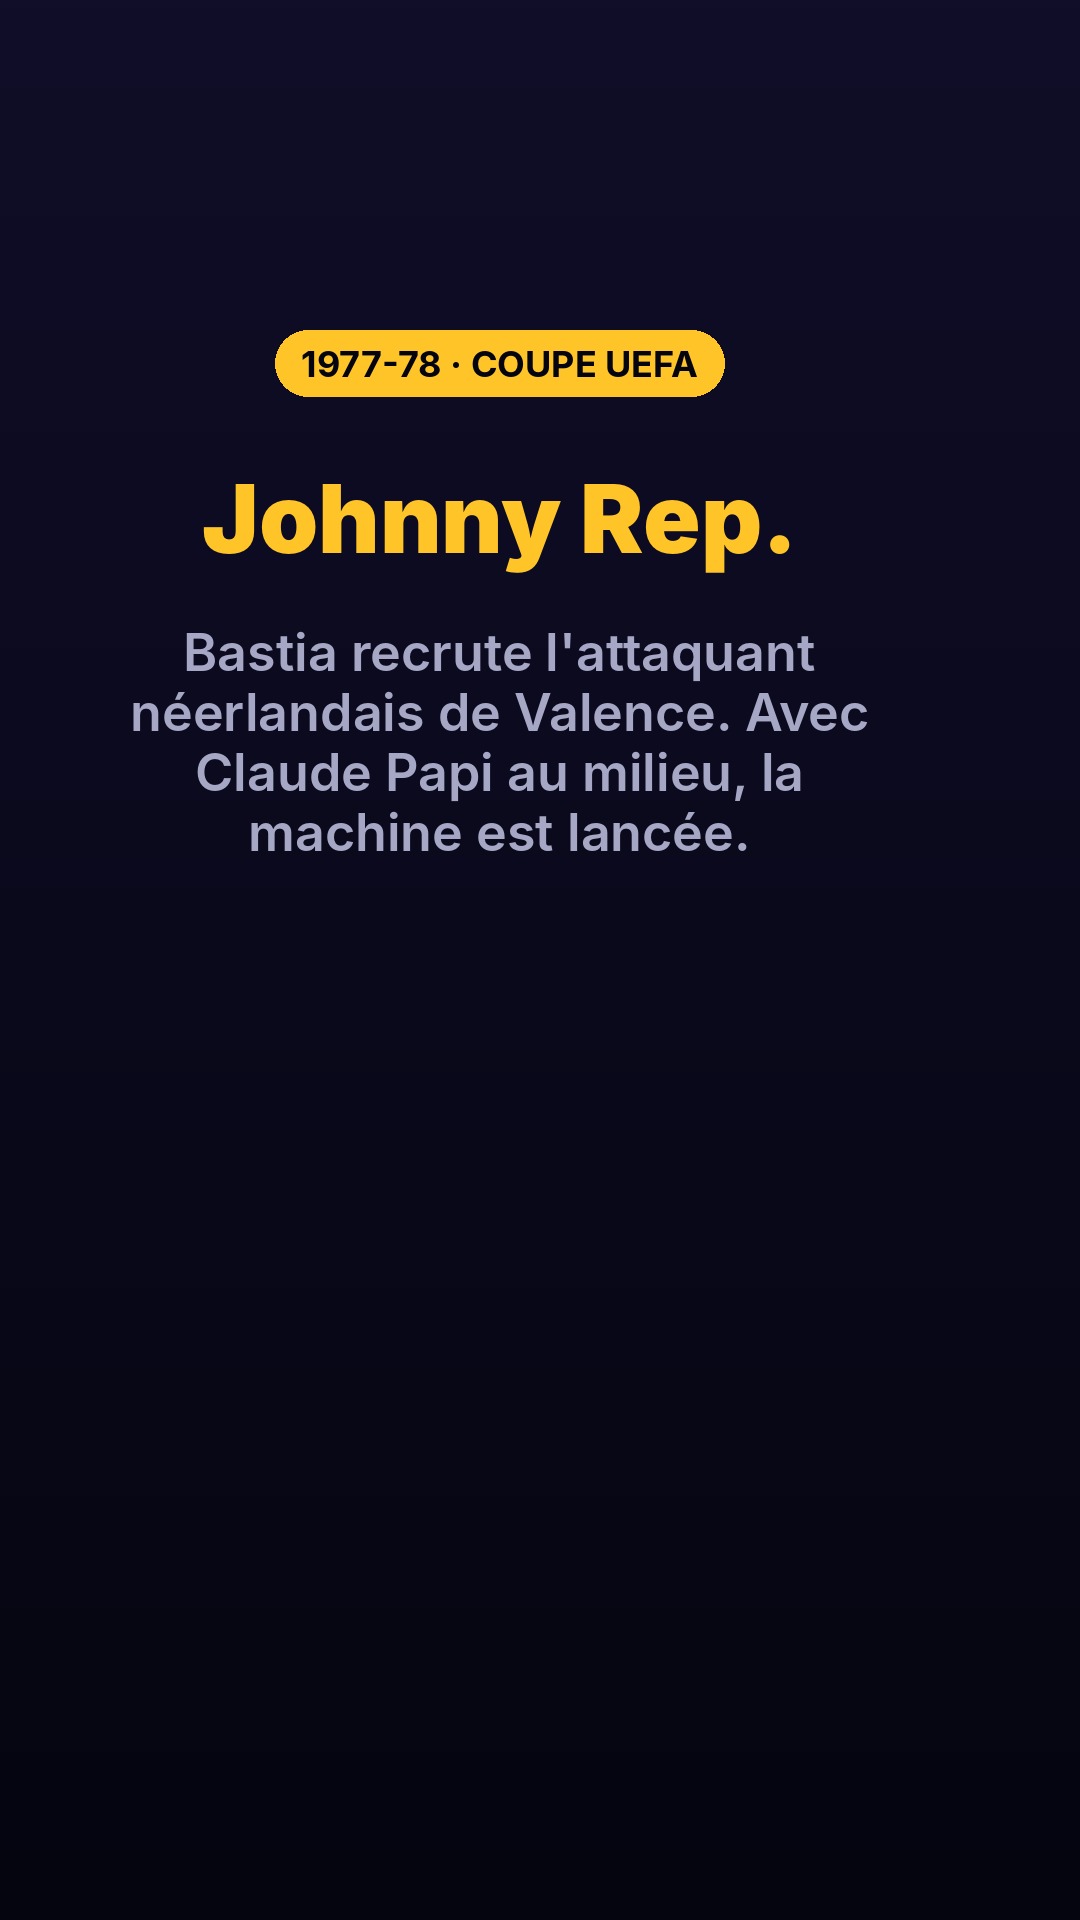 1977-78 · COUPE UEFA
Johnny Rep.
Bastia recrute l'attaquant
néerlandais de Valence. Avec
Claude Papi au milieu, la
machine est lancée.